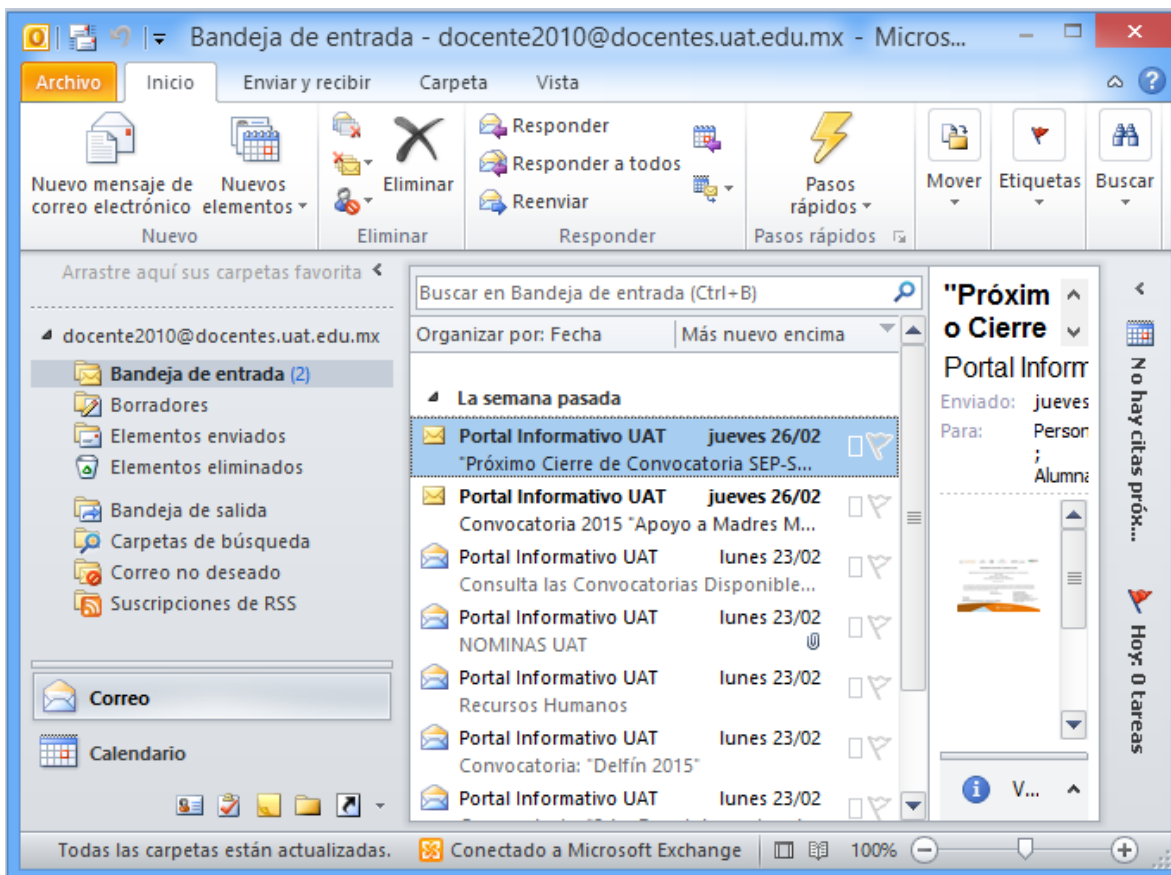 Bandeja de entrada - docente2010@docentes.uat.edu.mx - Micros...
Archivo Inicio Enviar y recibir Carpeta Vista
Nuevo mensaje de correo electrónico
Nuevos elementos
Nuevo
Eliminar
Eliminar
Responder
Responder a todos
Reenviar
Responder
Pasos rápidos
Pasos rápidos
Mover
Etiquetas
Buscar
Arrastre aquí sus carpetas favorita
docente2010@docentes.uat.edu.mx
Bandeja de entrada (2)
Borradores
Elementos enviados
Elementos eliminados
Bandeja de salida
Carpetas de búsqueda
Correo no deseado
Suscripciones de RSS
Correo
Calendario
Buscar en Bandeja de entrada (Ctrl+B)
Organizar por: Fecha Más nuevo encima
La semana pasada
Portal Informativo UAT jueves 26/02
"Próximo Cierre de Convocatoria SEP-S...
Portal Informativo UAT jueves 26/02
Convocatoria 2015 "Apoyo a Madres M...
Portal Informativo UAT lunes 23/02
Consulta las Convocatorias Disponible...
Portal Informativo UAT lunes 23/02
NOMINAS UAT
Portal Informativo UAT lunes 23/02
Recursos Humanos
Portal Informativo UAT lunes 23/02
Convocatoria: "Delfín 2015"
Portal Informativo UAT lunes 23/02
"Próxim
o Cierre
Portal Inform
Enviado: jueves
Para: Person
;
Alumna
V...
No hay citas próx...
Hoy: 0 tareas
Todas las carpetas están actualizadas. Conectado a Microsoft Exchange 100%